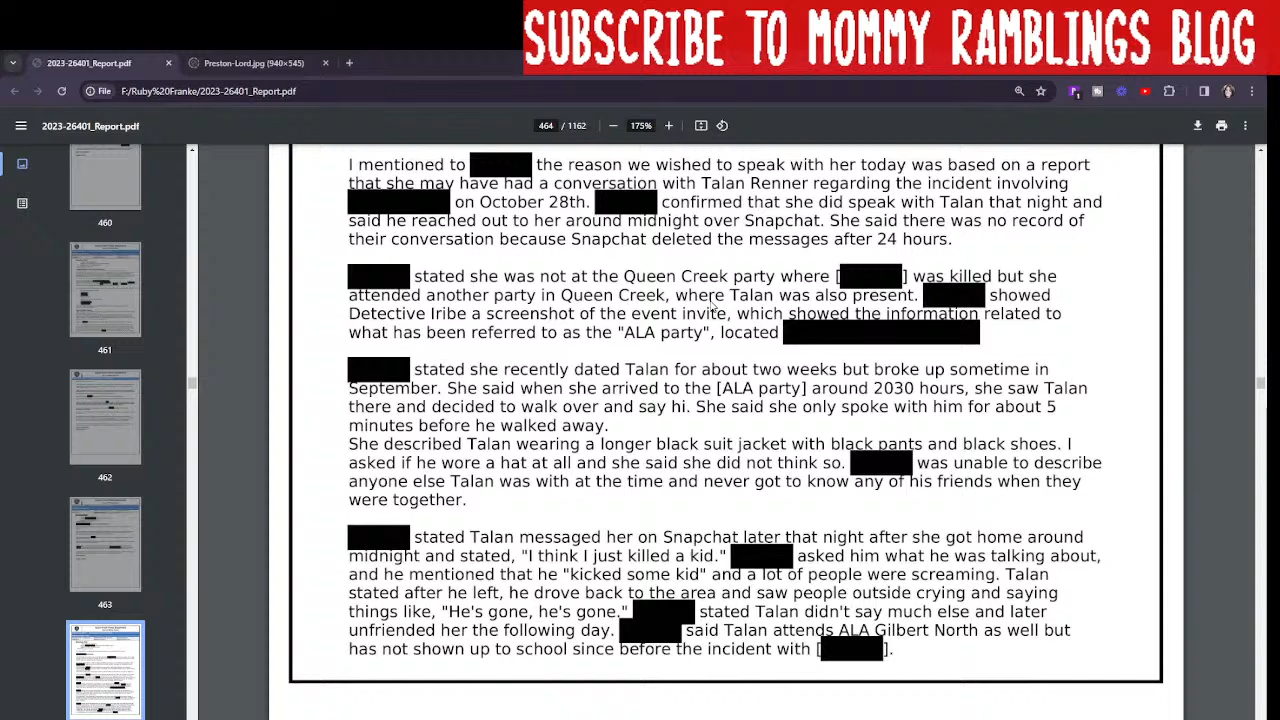 SUBSCRIBE TO MOMMY RAMBLINGS BLOG
2023-26401_Report.pdf
Preston-Lord.jpg (940×545)
File F:/Ruby%20Franke/2023-26401_Report.pdf
2023-26401_Report.pdf
464 / 1162
175%
460
461
462
463
I mentioned to the reason we wished to speak with her today was based on a report
that she may have had a conversation with Talan Renner regarding the incident involving
on October 28th. confirmed that she did speak with Talan that night and
said he reached out to her around midnight over Snapchat. She said there was no record of
their conversation because Snapchat deleted the messages after 24 hours.
stated she was not at the Queen Creek party where [ ] was killed but she
attended another party in Queen Creek, where Talan was also present. showed
Detective Iribe a screenshot of the event invite, which showed the information related to
what has been referred to as the "ALA party", located
stated she recently dated Talan for about two weeks but broke up sometime in
September. She said when she arrived to the [ALA party] around 2030 hours, she saw Talan
there and decided to walk over and say hi. She said she only spoke with him for about 5
minutes before he walked away.
She described Talan wearing a longer black suit jacket with black pants and black shoes. I
asked if he wore a hat at all and she said she did not think so. was unable to describe
anyone else Talan was with at the time and never got to know any of his friends when they
were together.
stated Talan messaged her on Snapchat later that night after she got home around
midnight and stated, "I think I just killed a kid." asked him what he was talking about,
and he mentioned that he "kicked some kid" and a lot of people were screaming. Talan
stated after he left, he drove back to the area and saw people outside crying and saying
things like, "He's gone, he's gone." stated Talan didn't say much else and later
unfriended her the following day. said Talan attends ALA Gilbert North as well but
has not shown up to school since before the incident with [ ].